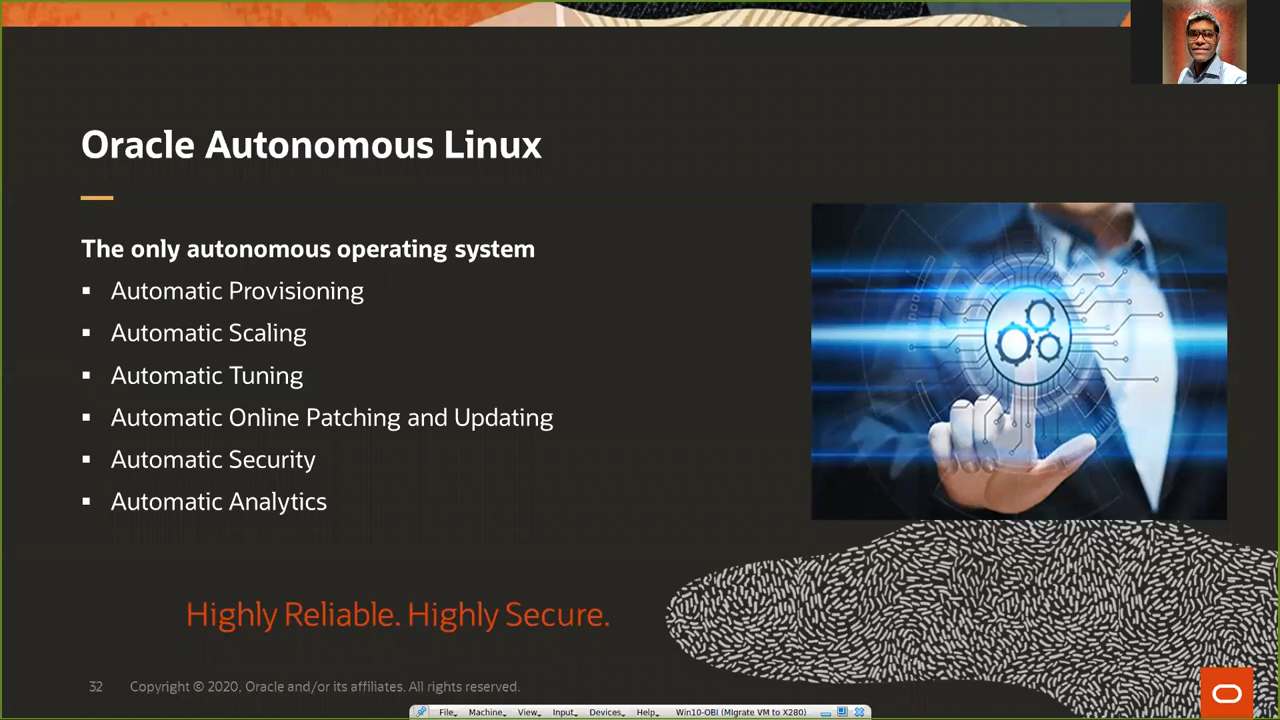 Oracle Autonomous Linux
The only autonomous operating system
▪ Automatic Provisioning
▪ Automatic Scaling
▪ Automatic Tuning
▪ Automatic Online Patching and Updating
▪ Automatic Security
▪ Automatic Analytics
Highly Reliable. Highly Secure.
32 Copyright © 2020, Oracle and/or its affiliates. All rights reserved.
File Machine View Input Devices Help Win10-OBI (MIgrate VM to X280)